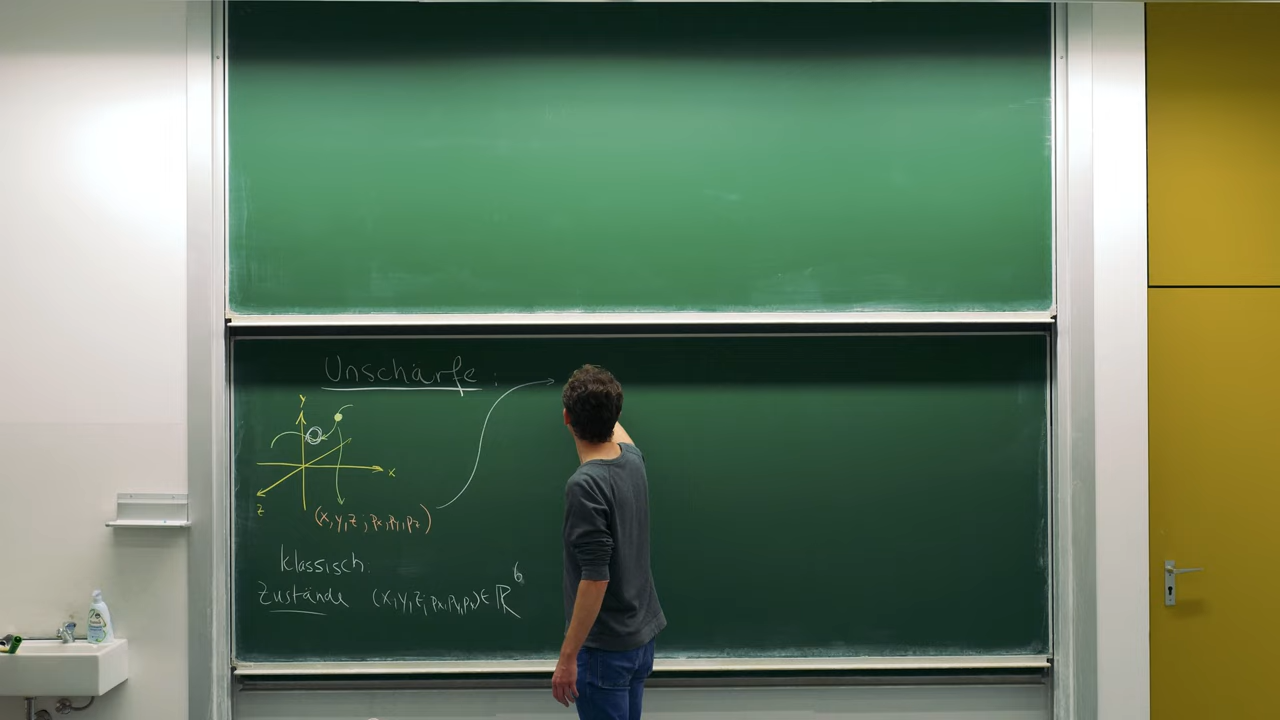 Unschärfe:
y
x
z
(x, y, z; px, py, pz)
klassisch:
Zustände (x, y, z; px, py, pz) ∈ ℝ⁶